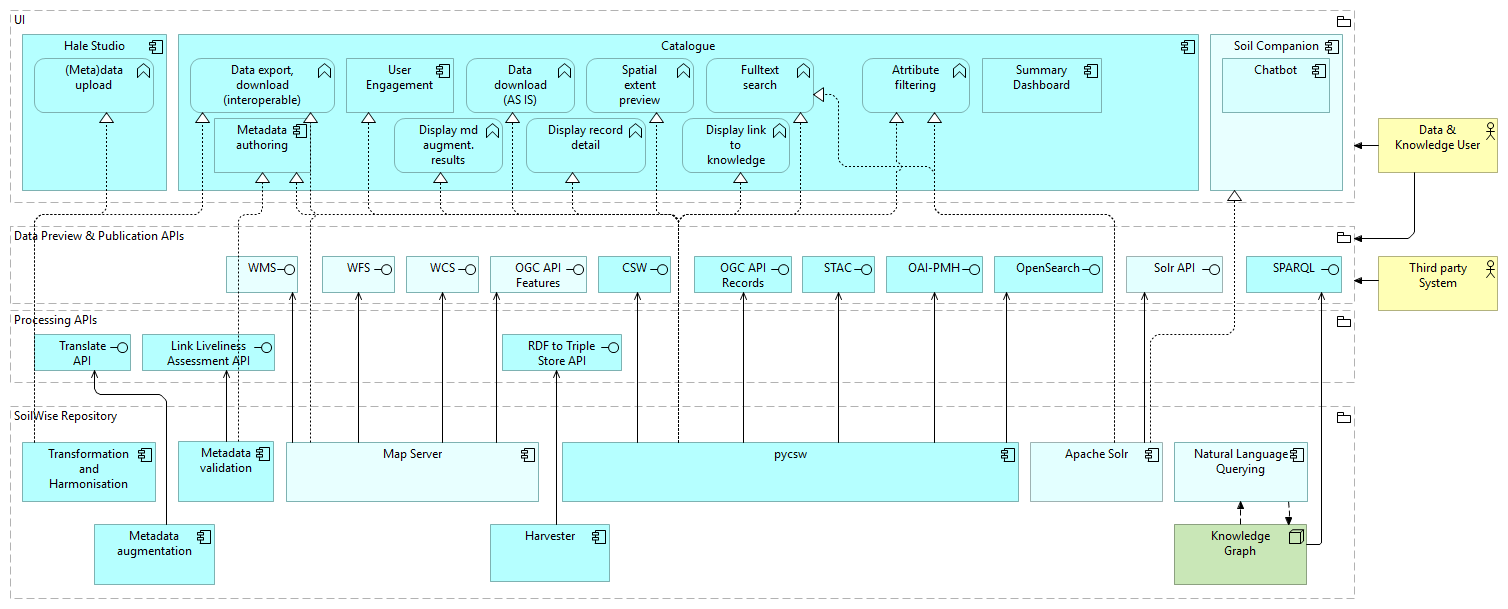 UI
Hale Studio
(Meta)data
upload
Catalogue
Data export,
download
(interoperable)
User
Engagement
Data
download
(AS IS)
Spatial
extent
preview
Fulltext
search
Atrtibute
filtering
Summary
Dashboard
Metadada
authoring
Display md
augment.
results
Display record
detail
Display link
to
knowledge
Soil Companion
Chatbot
Data &
Knowledge User
Data Preview & Publication APIs
WMS
WFS
WCS
OGC API
Features
CSW
OGC API
Records
STAC
OAI-PMH
OpenSearch
Solr API
SPARQL
Third party
System
Processing APIs
Translate
API
Link Liveliness
Assessment API
RDF to Triple
Store API
SoilWise Repository
Transformation
and
Harmonisation
Metadata
validation
Map Server
pycsw
Apache Solr
Natural Language
Querying
Metadata
augmentation
Harvester
Knowledge
Graph